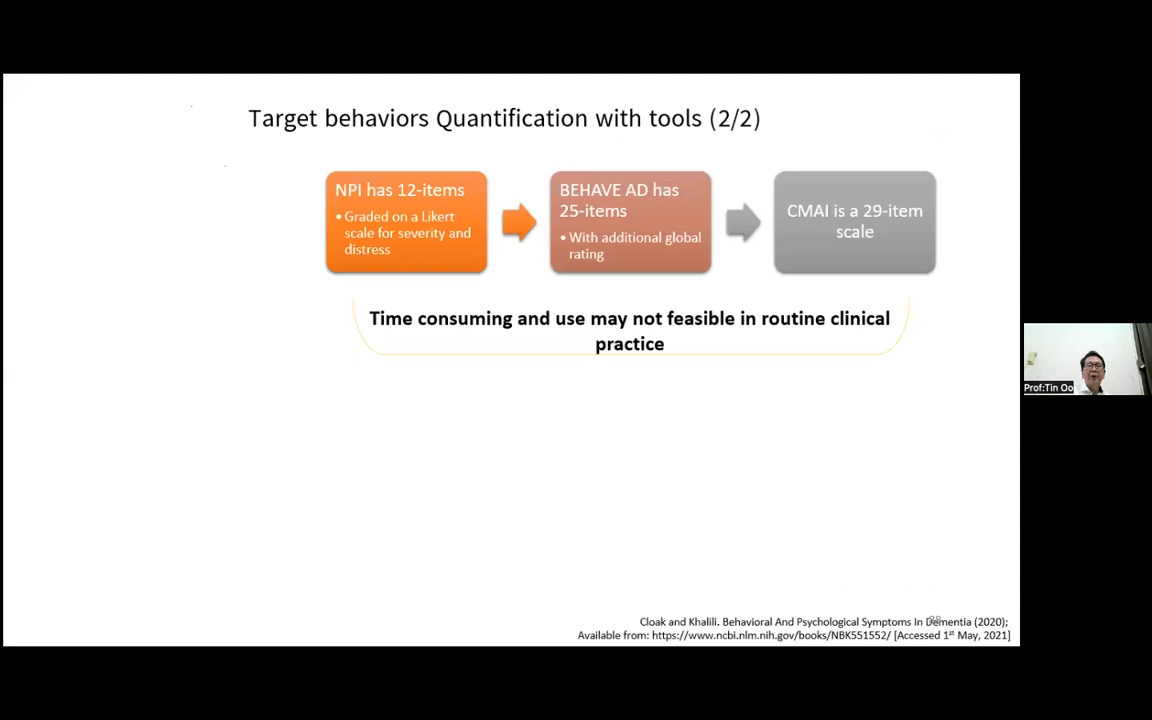 Target behaviors Quantification with tools (2/2)
NPI has 12-items
• Graded on a Likert
scale for severity and
distress
BEHAVE AD has
25-items
• With additional global
rating
CMAI is a 29-item
scale
Time consuming and use may not feasible in routine clinical
practice
Prof:Tin Oo
Cloak and Khalili. Behavioral And Psychological Symptoms In Dementia (2020);
Available from: https://www.ncbi.nlm.nih.gov/books/NBK551552/ [Accessed 1st May, 2021]